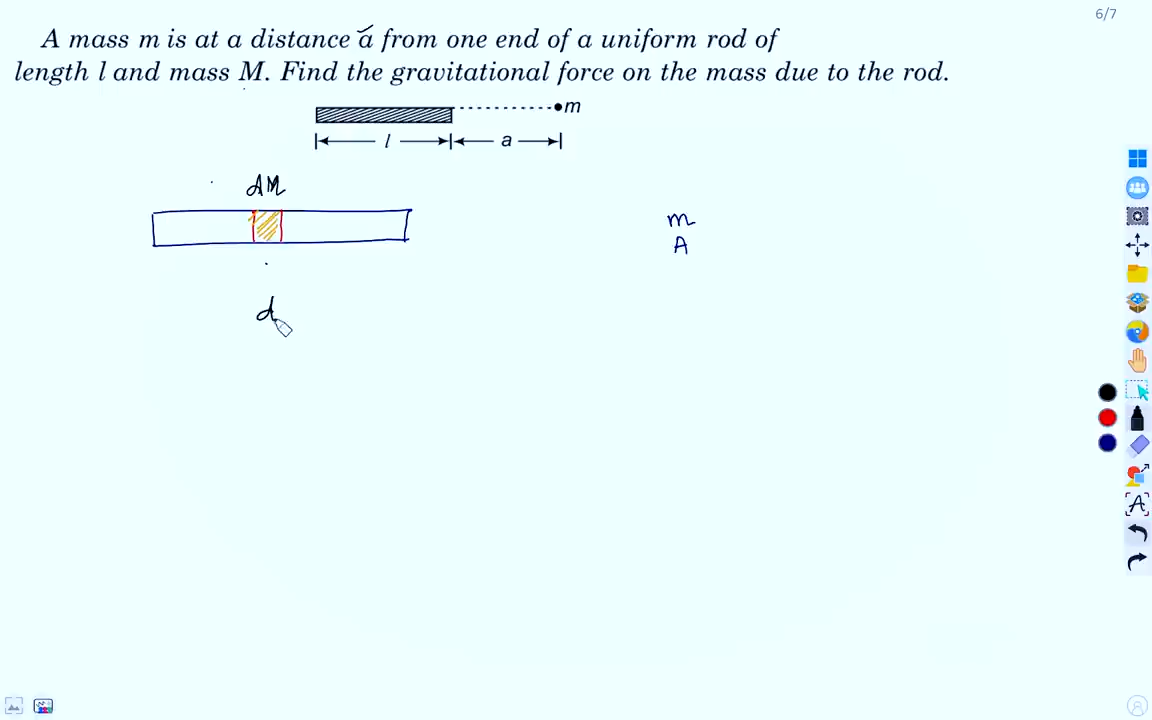 6/7
A mass m is at a distance a from one end of a uniform rod of
length l and mass M. Find the gravitational force on the mass due to the rod.
m
l a
dM
m
A
d